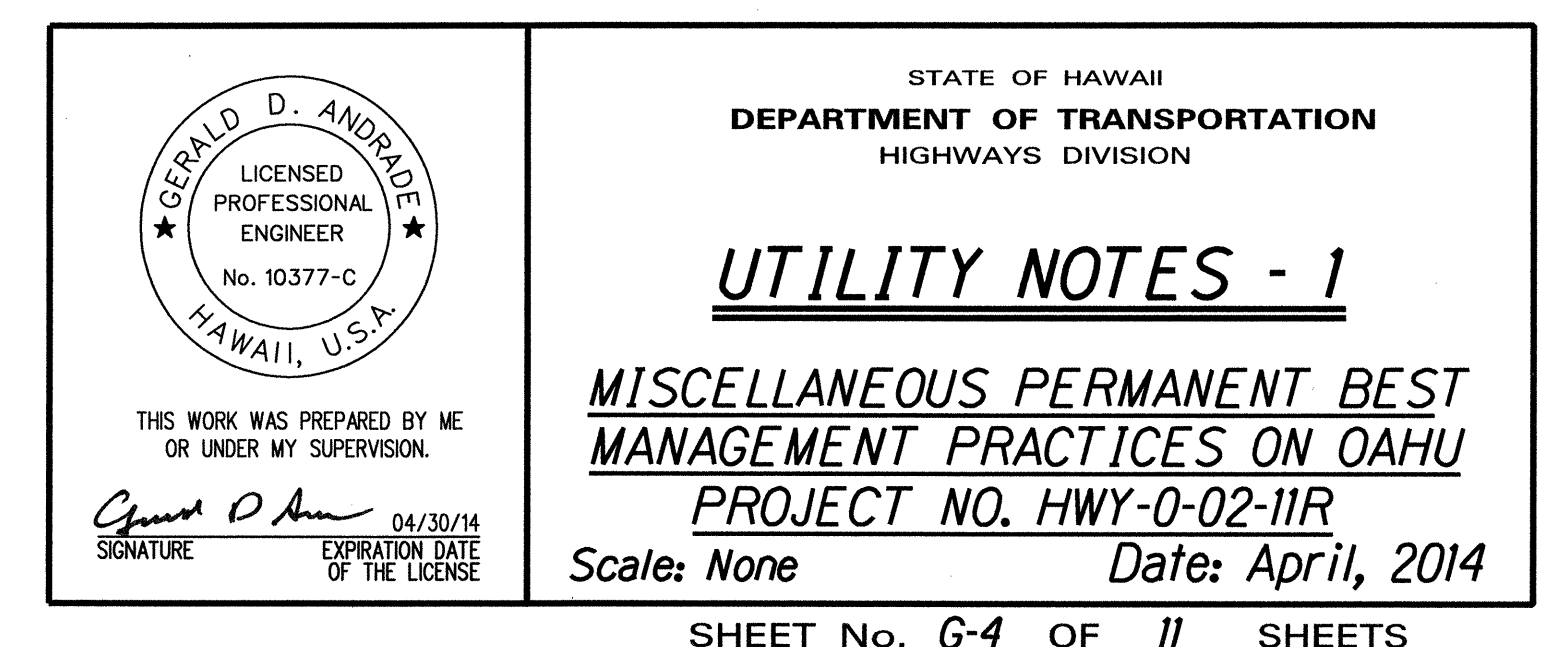 GERALD D. ANDRADE
LICENSED
PROFESSIONAL
ENGINEER
No. 10377-C
HAWAII, U.S.A.
THIS WORK WAS PREPARED BY ME
OR UNDER MY SUPERVISION.
04/30/14
SIGNATURE EXPIRATION DATE
OF THE LICENSE
STATE OF HAWAII
DEPARTMENT OF TRANSPORTATION
HIGHWAYS DIVISION
UTILITY NOTES - 1
MISCELLANEOUS PERMANENT BEST
MANAGEMENT PRACTICES ON OAHU
PROJECT NO. HWY-0-02-11R
Scale: None Date: April, 2014
SHEET No. G-4 OF 11 SHEETS